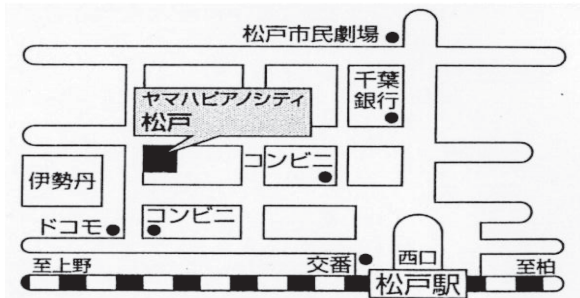 松戸市民劇場
千葉
銀行
ヤマハピアノシティ
松戸
コンビニ
伊勢丹
コンビニ
ドコモ
西口
至上野
交番
至柏
松戸駅